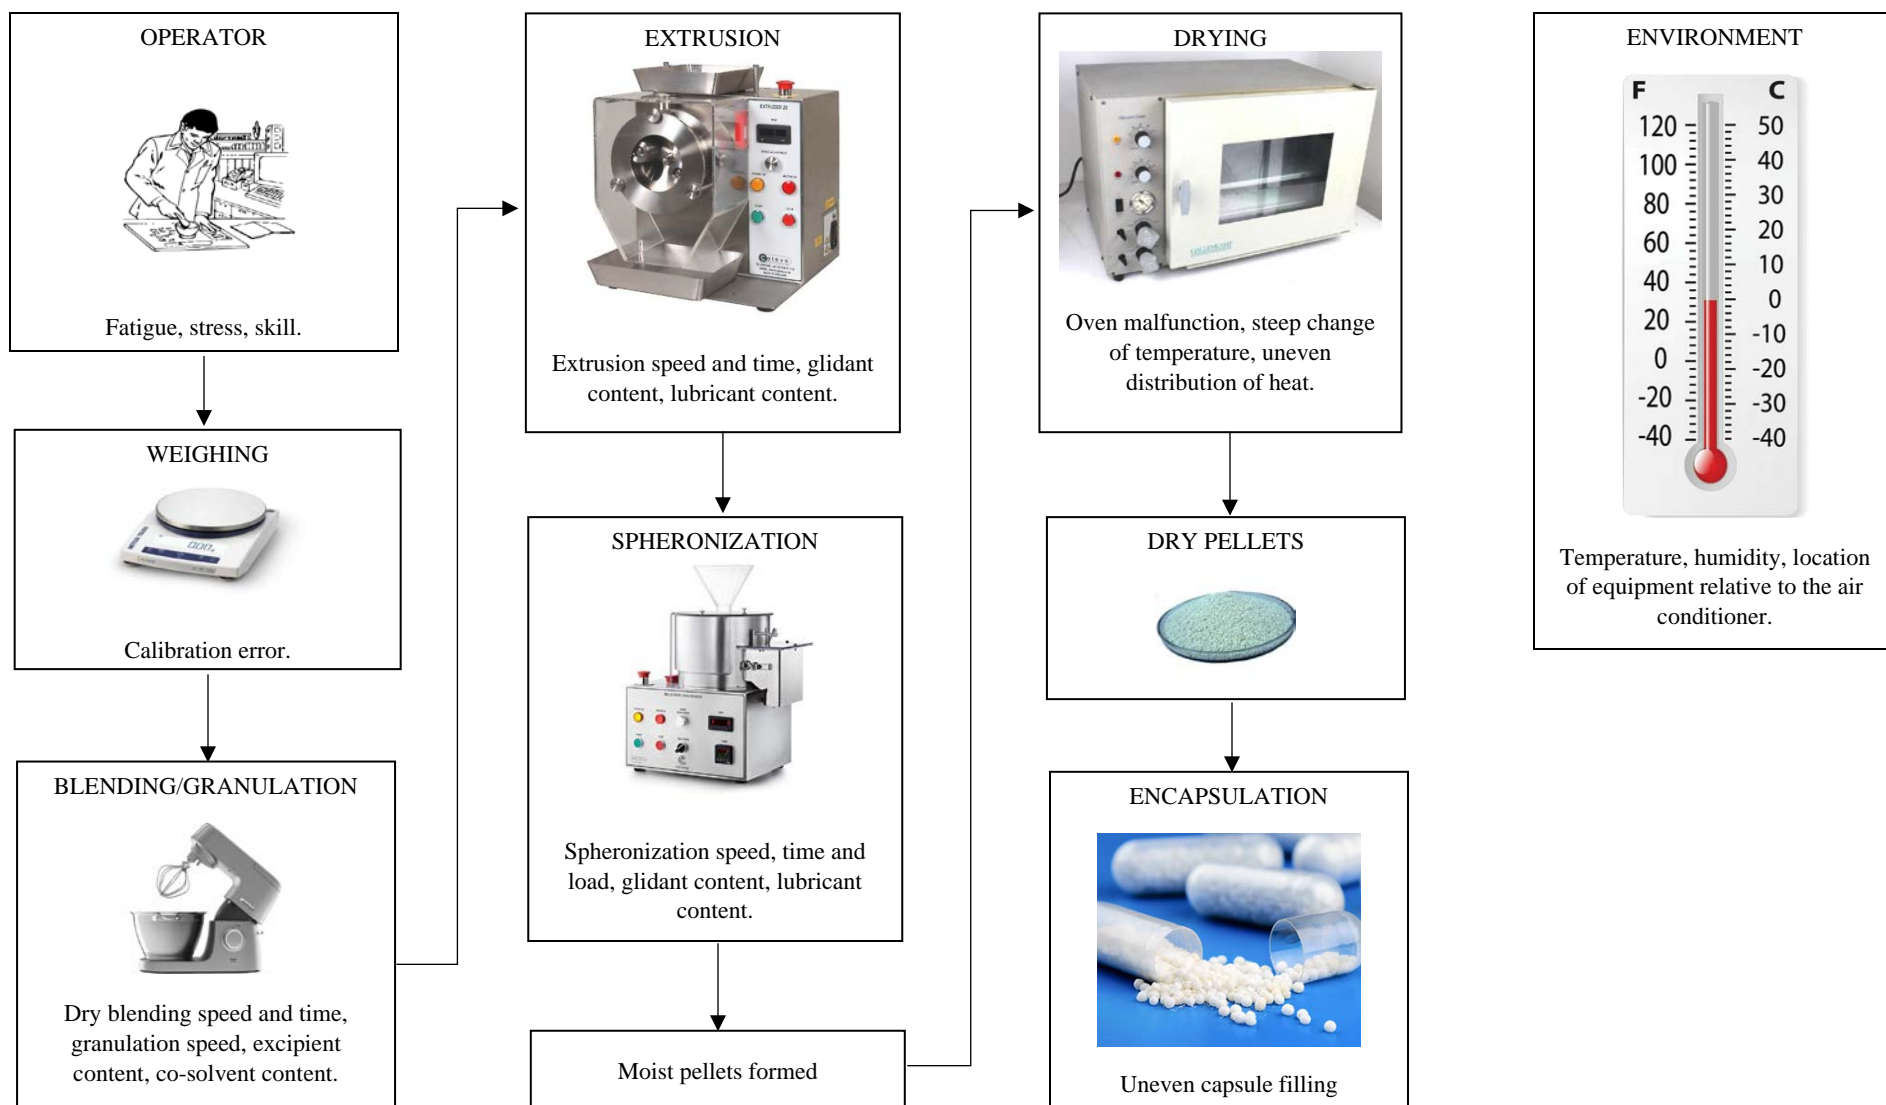 OPERATOR
Fatigue, stress, skill.
WEIGHING
Calibration error.
BLENDING/GRANULATION
Dry blending speed and time,
granulation speed, excipient
content, co-solvent content.
EXTRUSION
Extrusion speed and time, glidant
content, lubricant content.
SPHERONIZATION
Spheronization speed, time and
load, glidant content, lubricant
content.
Moist pellets formed
DRYING
Oven malfunction, steep change
of temperature, uneven
distribution of heat.
DRY PELLETS
ENCAPSULATION
Uneven capsule filling
ENVIRONMENT
F C
120 50
100 40
80 30
60 20
40 10
20 0
0 -10
-20 -20
-40 -30
-40
Temperature, humidity, location
of equipment relative to the air
conditioner.